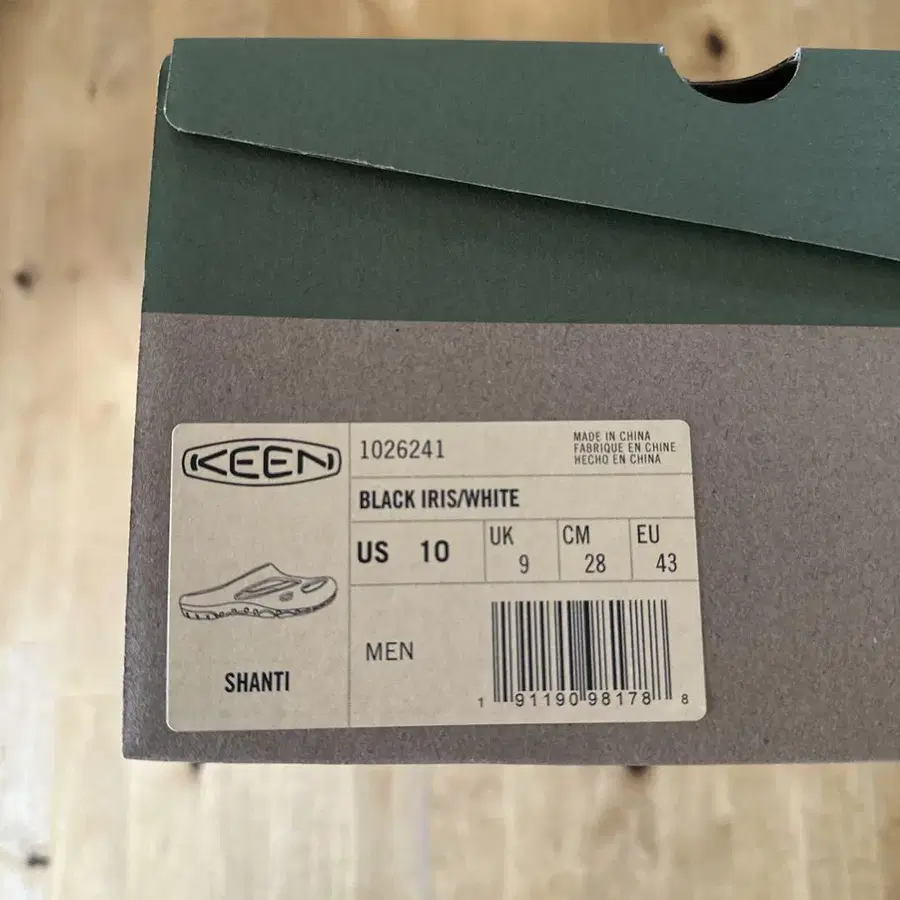 KEEN
SHANTI
1026241
MADE IN CHINA
FABRIQUE EN CHINE
HECHO EN CHINA
BLACK IRIS/WHITE
US 10
UK 9
CM 28
EU 43
MEN
1 91190 98178 8